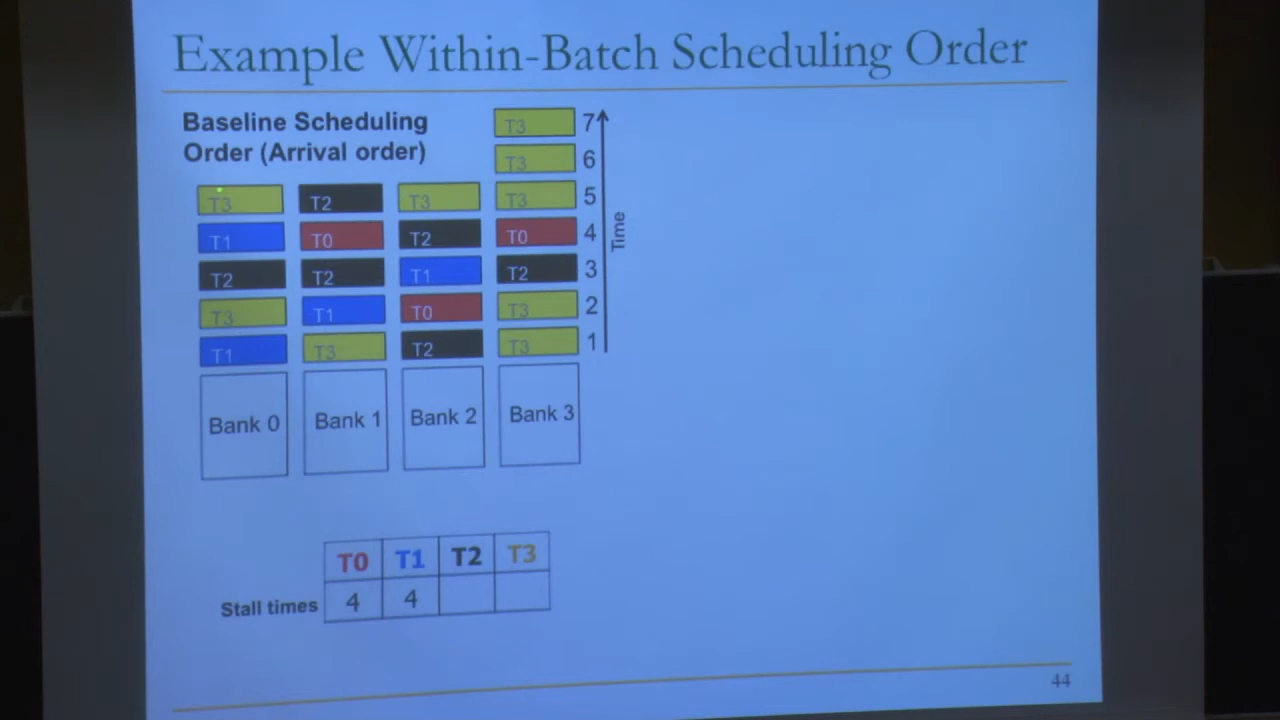 Example Within-Batch Scheduling Order
Baseline Scheduling
Order (Arrival order)
T3 7
T3 6
T3 T2 T3 T3 5
T1 T0 T2 T0 4
T2 T2 T1 T2 3
T3 T1 T0 T3 2
T1 T3 T2 T3 1
Time
Bank 0 Bank 1 Bank 2 Bank 3
T0 T1 T2 T3
Stall times 4 4
44